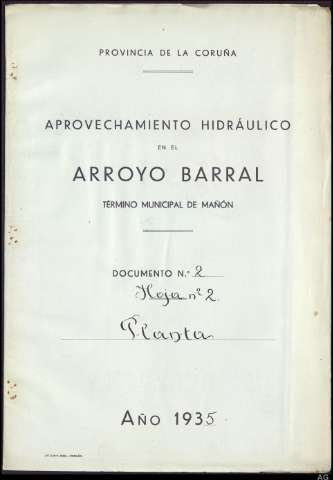 PROVINCIA DE LA CORUÑA
APROVECHAMIENTO HIDRÁULICO
EN EL
ARROYO BARRAL
TÉRMINO MUNICIPAL DE MAÑÓN
DOCUMENTO N.º 2
Hoja nº 2.
Planta
AÑO 1935
AG